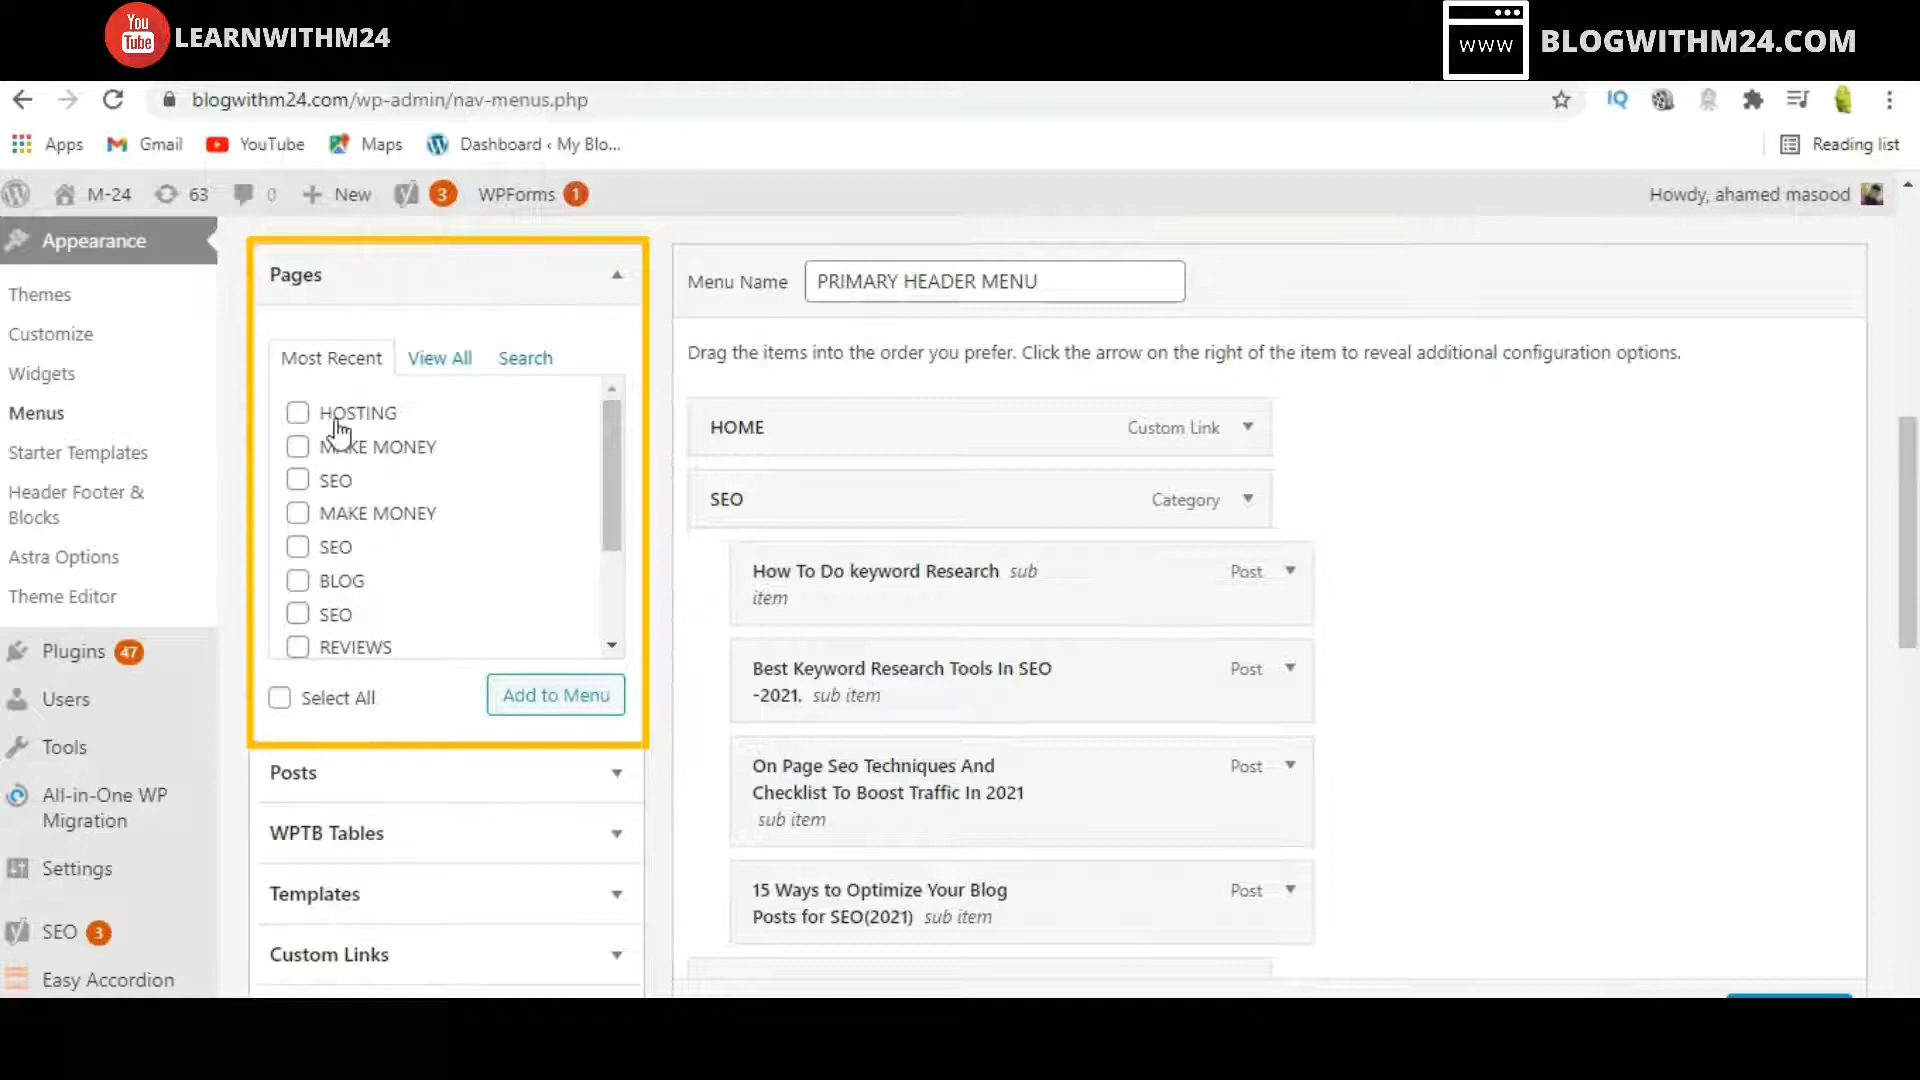 You
Tube
LEARNWITHM24
www
BLOGWITHM24.COM
blogwithm24.com/wp-admin/nav-menus.php
IQ
Apps
Gmail
YouTube
Maps
Dashboard ‹ My Blo...
Reading list
M-24
63
0
New
3
WPForms
1
Howdy, ahamed masood
Appearance
Themes
Customize
Widgets
Menus
Starter Templates
Header Footer &
Blocks
Astra Options
Theme Editor
Plugins 47
Users
Tools
All-in-One WP
Migration
Settings
SEO 3
Easy Accordion
Pages
Most Recent
View All
Search
HOSTING
MAKE MONEY
SEO
MAKE MONEY
SEO
BLOG
SEO
REVIEWS
Select All
Add to Menu
Posts
WPTB Tables
Templates
Custom Links
Menu Name
PRIMARY HEADER MENU
Drag the items into the order you prefer. Click the arrow on the right of the item to reveal additional configuration options.
HOME
Custom Link
SEO
Category
How To Do keyword Research sub
item
Post
Best Keyword Research Tools In SEO
-2021. sub item
Post
On Page Seo Techniques And
Checklist To Boost Traffic In 2021
sub item
Post
15 Ways to Optimize Your Blog
Posts for SEO(2021) sub item
Post